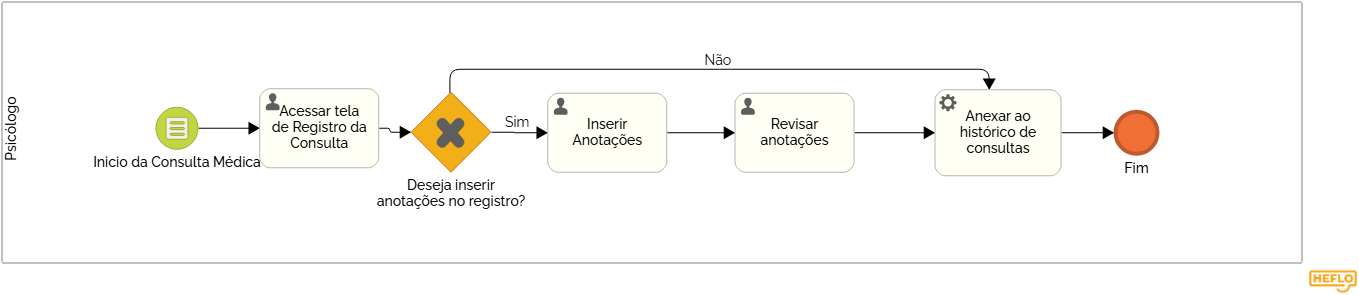 Psicólogo
Inicio da Consulta Médica
Acessar tela
de Registro da
Consulta
Deseja inserir
anotações no registro?
Não
Sim
Inserir
Anotações
Revisar
anotações
Anexar ao
histórico de
consultas
Fim
HEFLO